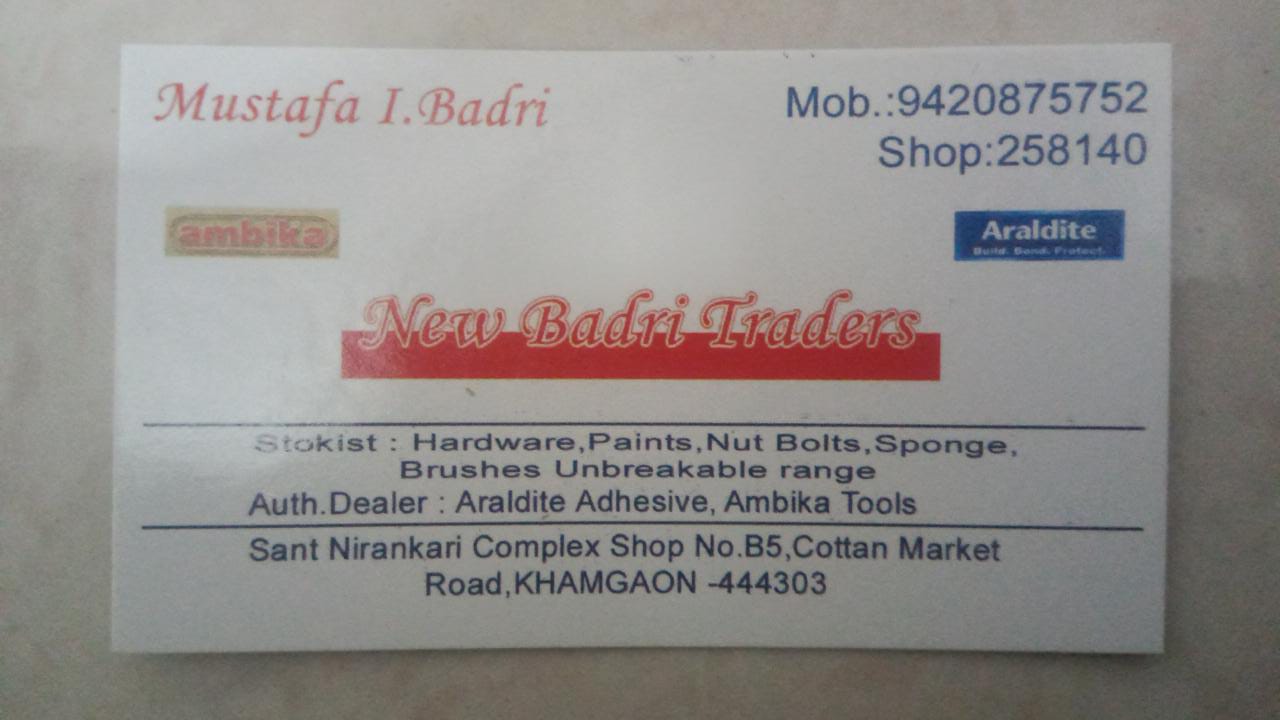 Mustafa I.Badri
Mob.:9420875752
Shop:258140
ambika
Araldite
Build. Bond. Protect.
New Badri Traders
Stokist : Hardware,Paints,Nut Bolts,Sponge,
Brushes Unbreakable range
Auth.Dealer : Araldite Adhesive, Ambika Tools
Sant Nirankari Complex Shop No.B5,Cottan Market
Road,KHAMGAON -444303